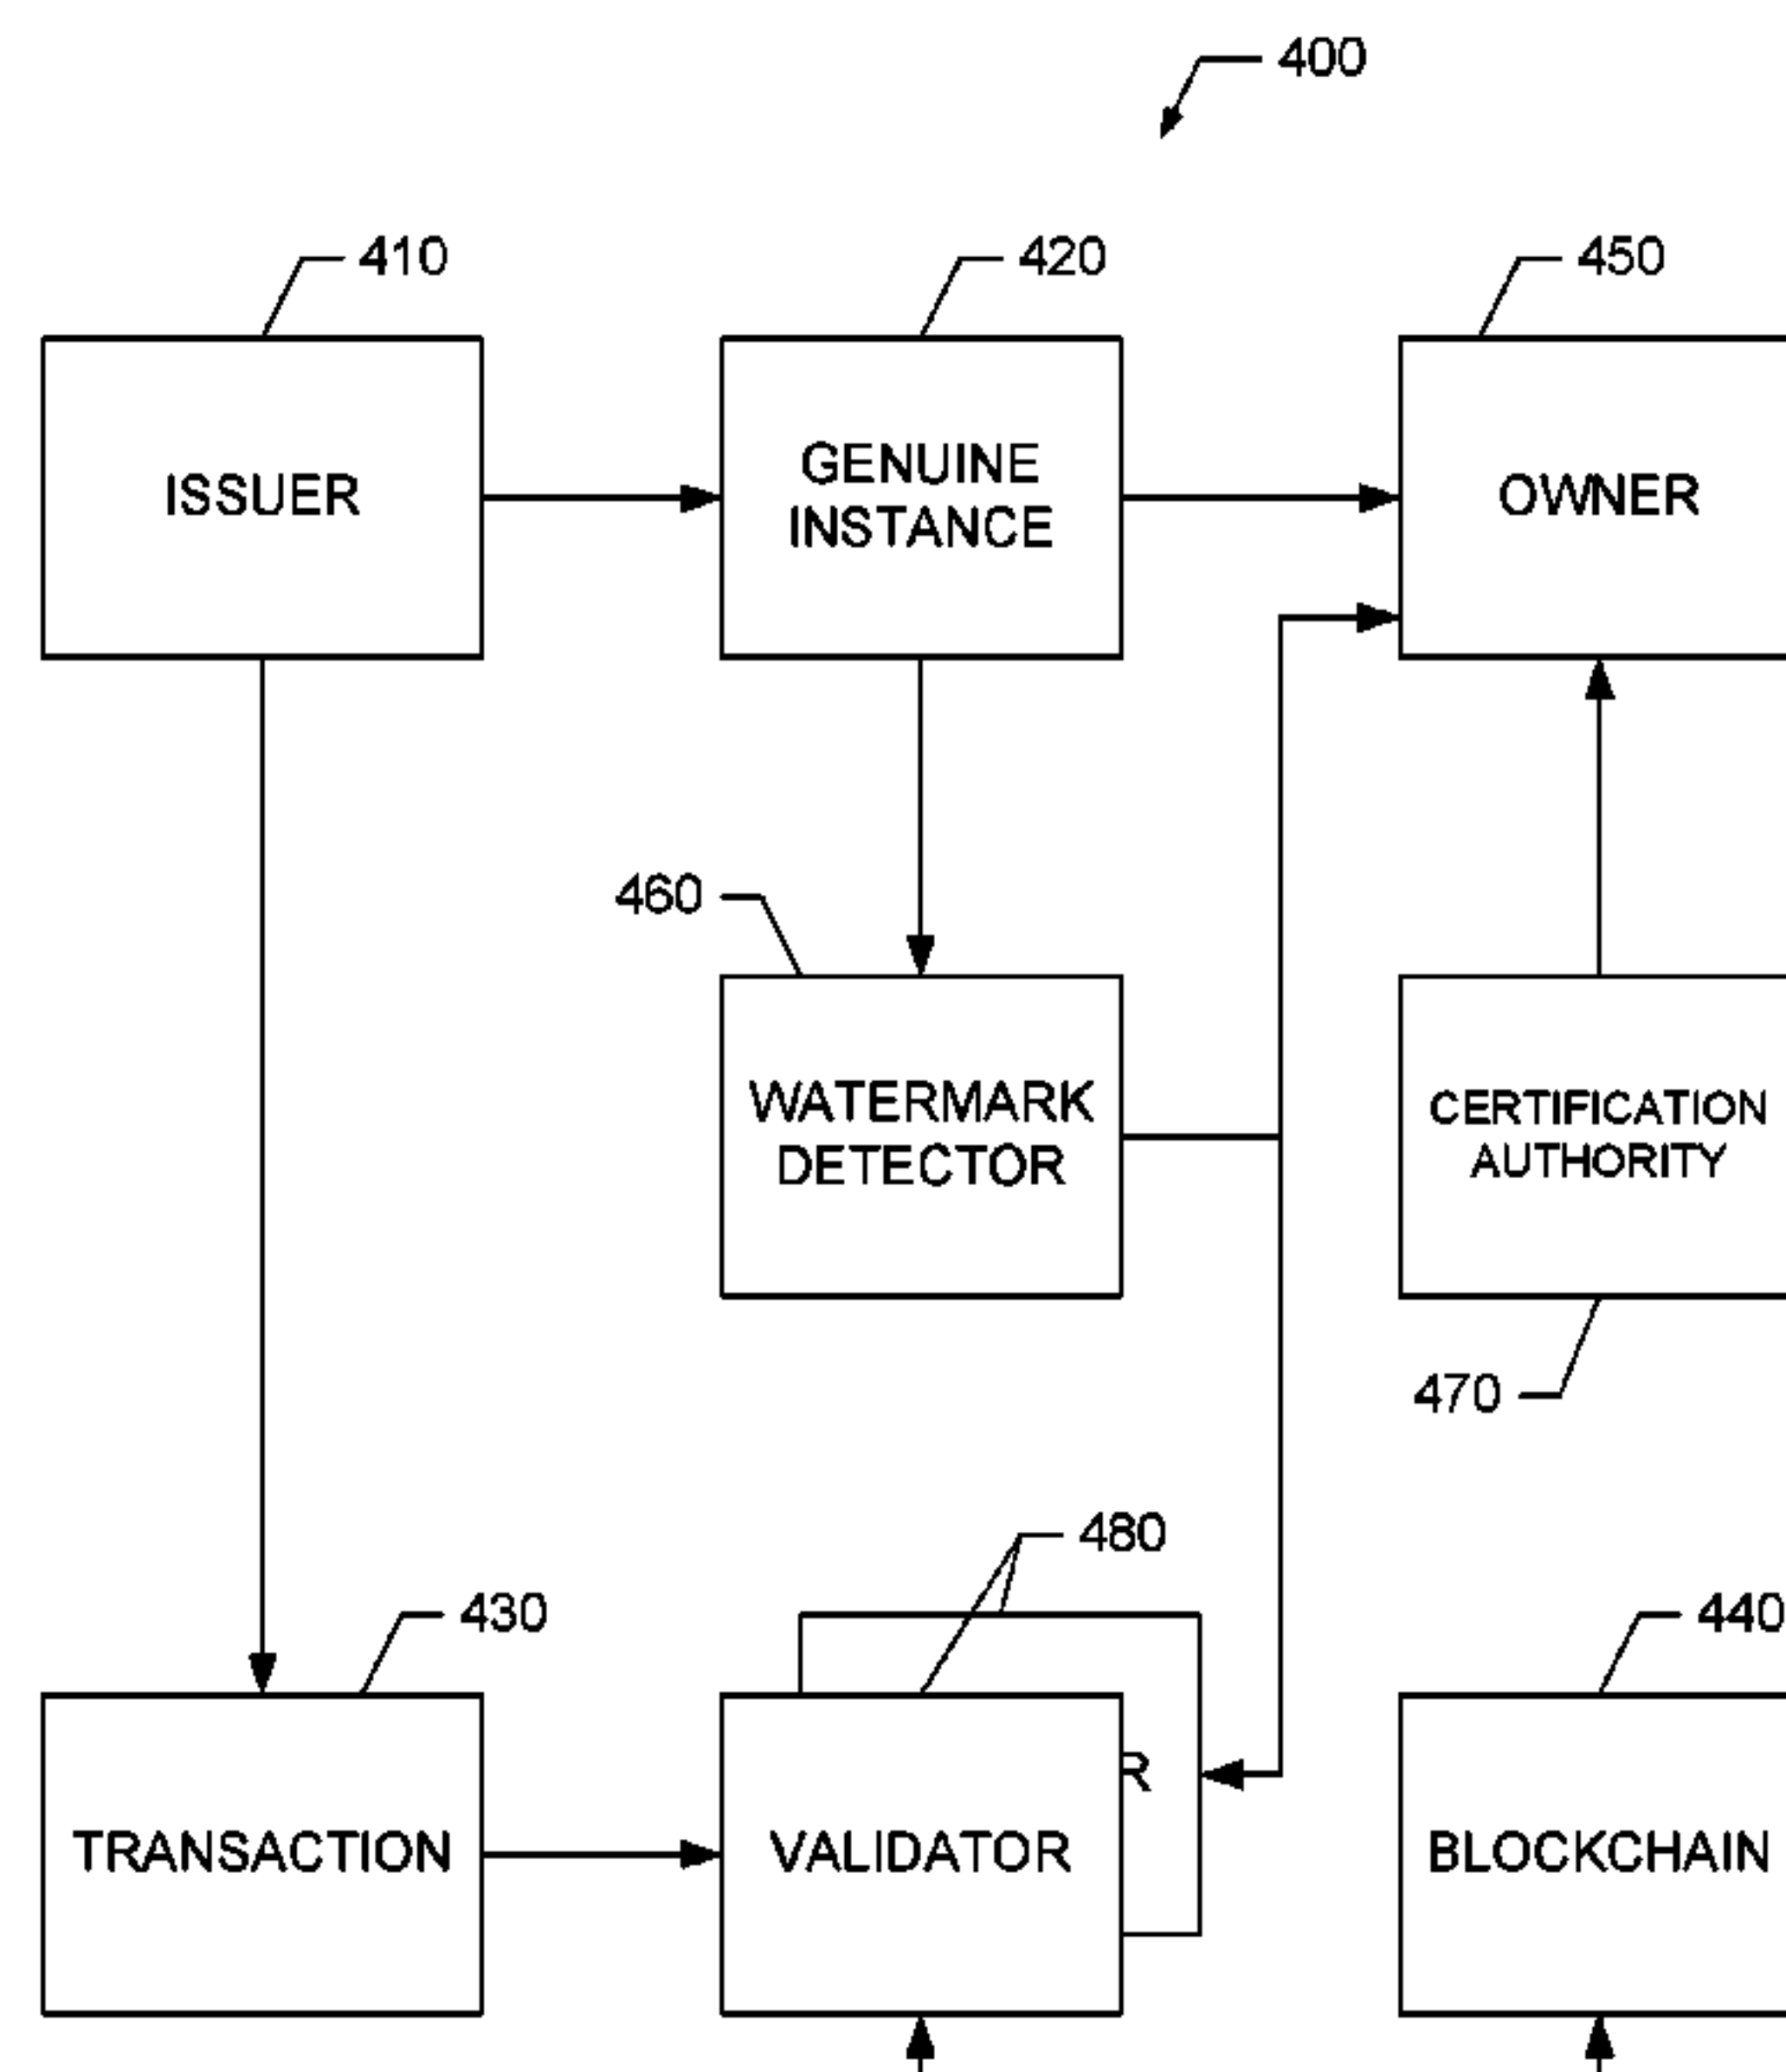 400
410
420
450
ISSUER
GENUINE
INSTANCE
OWNER
460
WATERMARK
DETECTOR
CERTIFICATION
AUTHORITY
470
480
430
440
R
TRANSACTION
VALIDATOR
BLOCKCHAIN